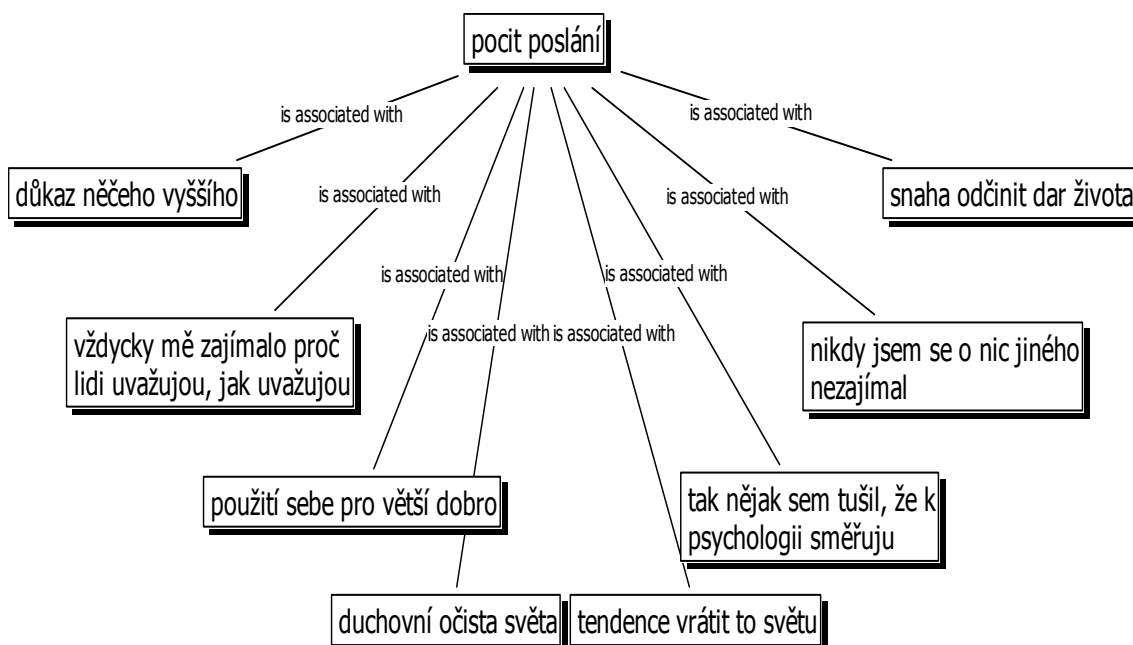 pocit poslání
is associated with
is associated with
důkaz něčeho vyššího
is associated with
is associated with
snaha odčinit dar života
is associated with
is associated with
is associated with
is associated with
vždycky mě zajímalo proč
lidi uvažujou, jak uvažujou
nikdy jsem se o nic jiného
nezajímal
použití sebe pro větší dobro
tak nějak sem tušil, že k
psychologii směřuju
duchovní očista světa
tendence vrátit to světu